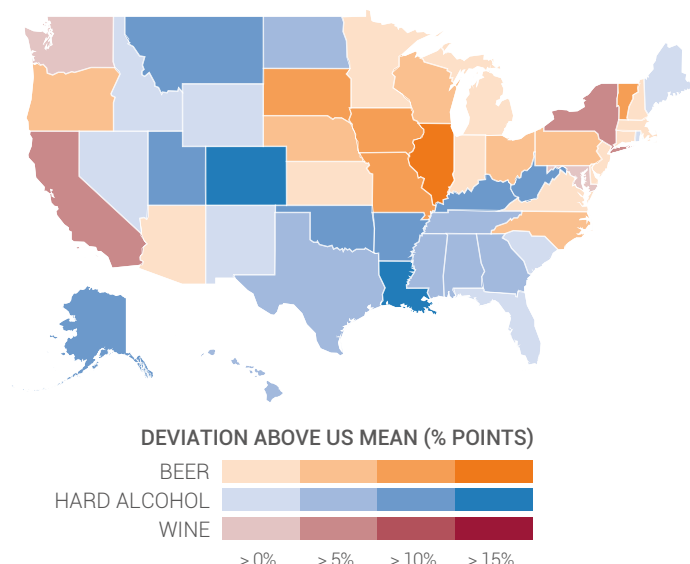 DEVIATION ABOVE US MEAN (% POINTS)
BEER
HARD ALCOHOL
WINE
> 0% > 5% > 10% > 15%